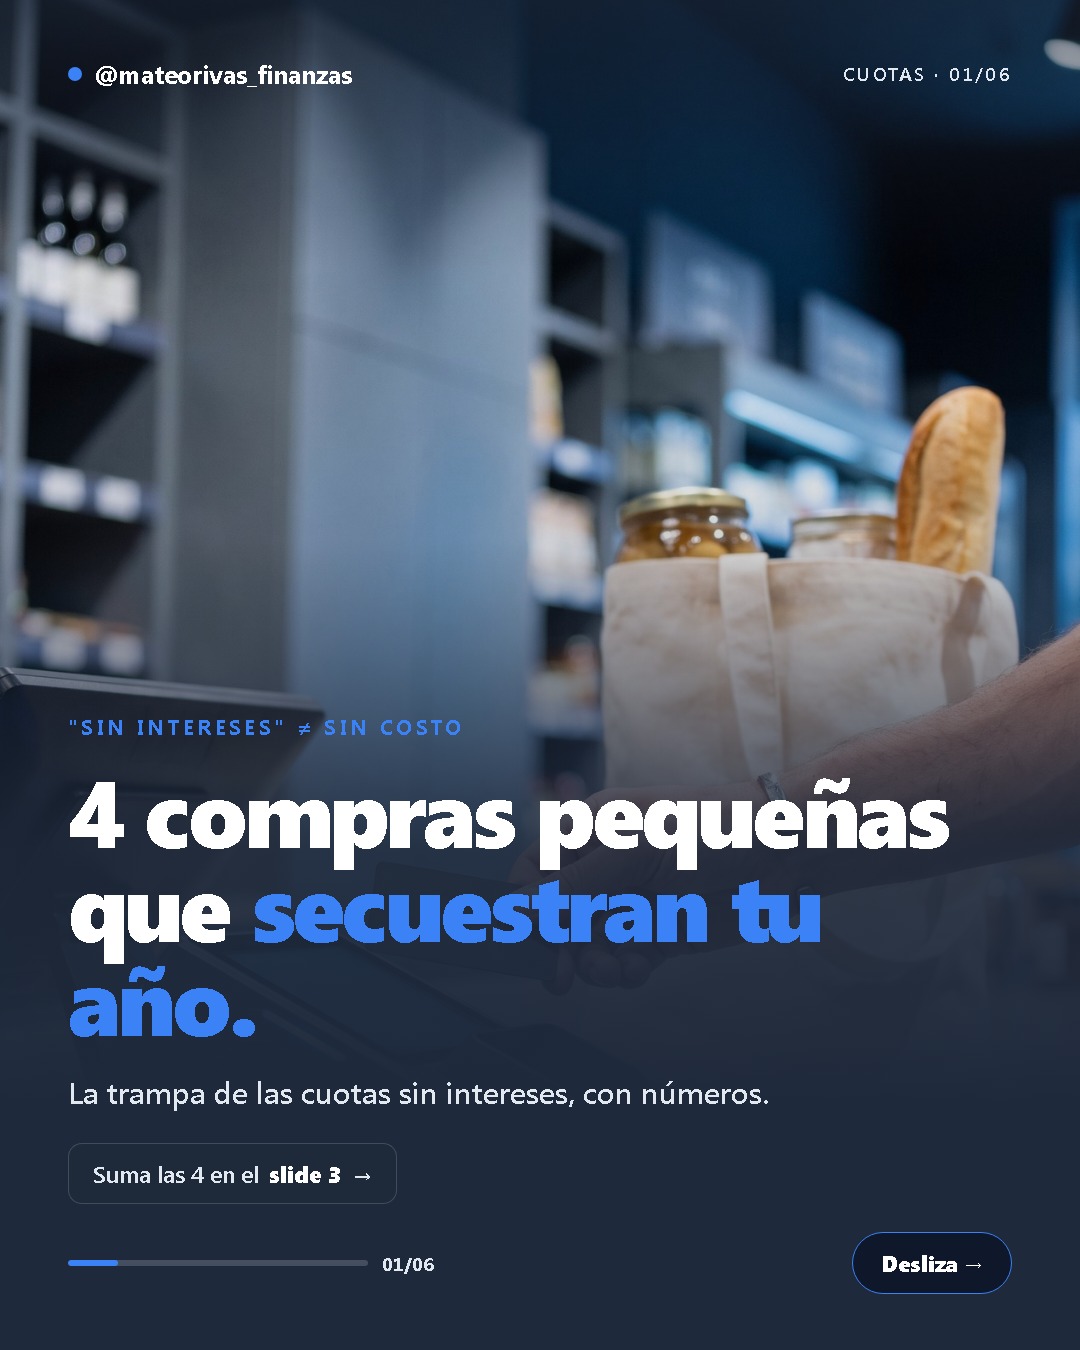 @mateorivas_finanzas
CUOTAS · 01/06
"SIN INTERESES" ≠ SIN COSTO
4 compras pequeñas
que secuestran tu
año.
La trampa de las cuotas sin intereses, con números.
Suma las 4 en el slide 3 →
01/06
Desliza →